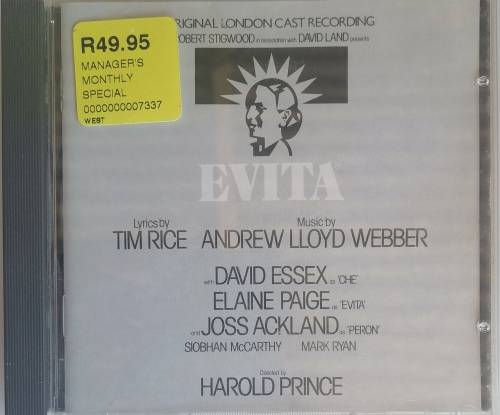 R49.95
MANAGER'S
MONTHLY
SPECIAL
0000000007337
WEST
RIGINAL LONDON CAST RECORDING
ROBERT STIGWOOD in association with DAVID LAND presents
EVITA
Lyrics by Music by
TIM RICE ANDREW LLOYD WEBBER
with DAVID ESSEX as 'CHE'
ELAINE PAIGE as 'EVITA'
and JOSS ACKLAND as 'PERON'
SIOBHAN McCARTHY MARK RYAN
Directed by
HAROLD PRINCE